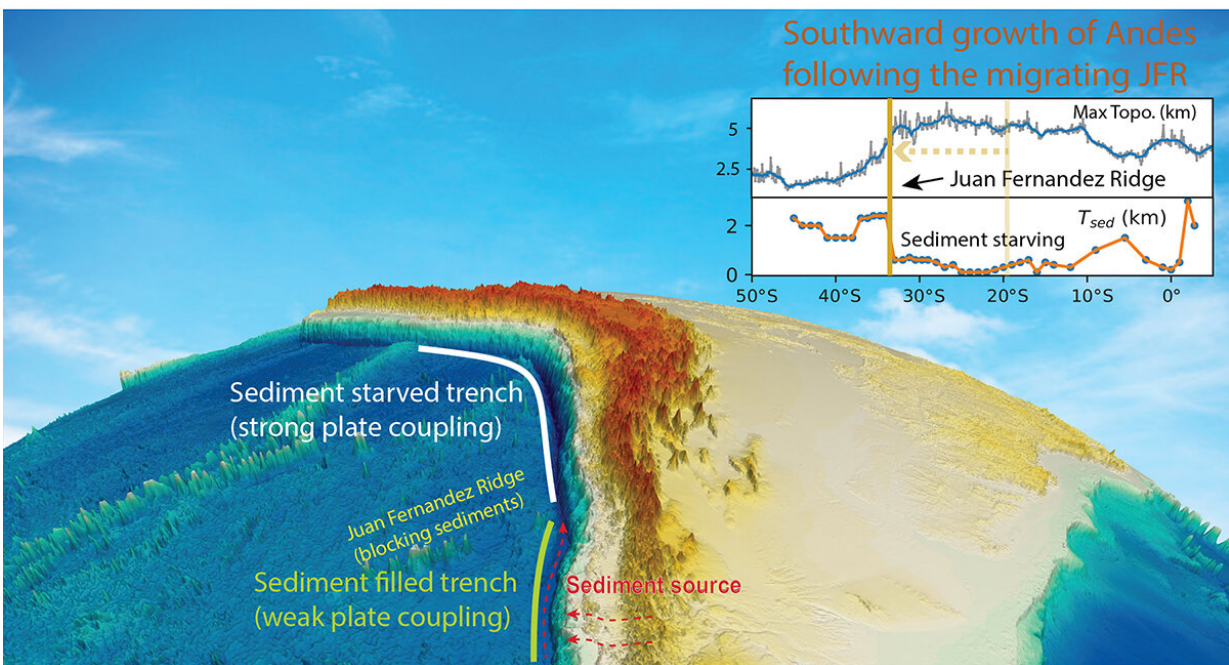 Southward growth of Andes
following the migrating JFR
Max Topo. (km)
5
2.5
Juan Fernandez Ridge
T_sed (km)
2
Sediment starving
0
50°S 40°S 30°S 20°S 10°S 0°
Sediment starved trench
(strong plate coupling)
Juan Fernandez Ridge
(blocking sediments)
Sediment filled trench
(weak plate coupling)
Sediment source